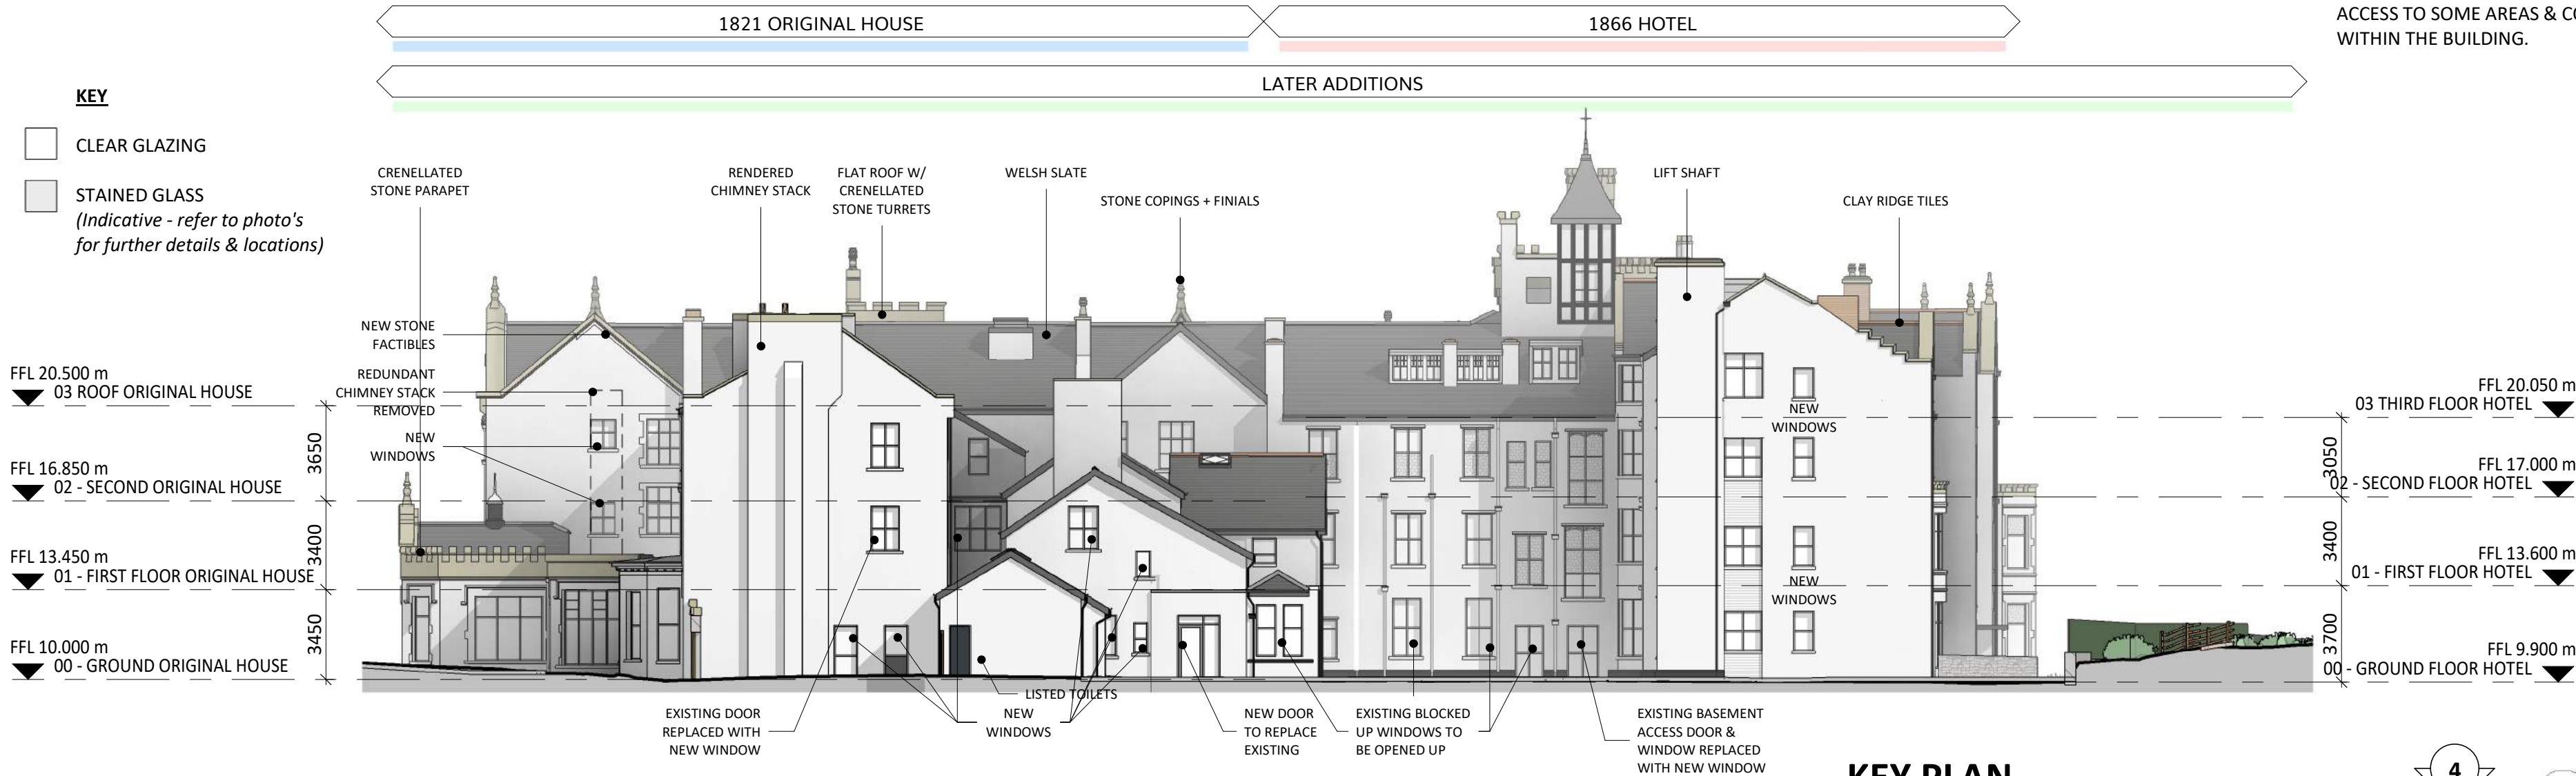 1821 ORIGINAL HOUSE
1866 HOTEL
LATER ADDITIONS
ACCESS TO SOME AREAS &
WITHIN THE BUILDING.
KEY
CLEAR GLAZING
STAINED GLASS
(Indicative - refer to photo's
for further details & locations)
CRENELLATED
STONE PARAPET
RENDERED
CHIMNEY STACK
FLAT ROOF W/
CRENELLATED
STONE TURRETS
WELSH SLATE
STONE COPINGS + FINIALS
LIFT SHAFT
CLAY RIDGE TILES
NEW STONE
FACTIBLES
REDUNDANT
CHIMNEY STACK
REMOVED
NEW
WINDOWS
FFL 20.500 m
03 ROOF ORIGINAL HOUSE
3650
FFL 16.850 m
02 - SECOND ORIGINAL HOUSE
3400
FFL 13.450 m
01 - FIRST FLOOR ORIGINAL HOUSE
3450
FFL 10.000 m
00 - GROUND ORIGINAL HOUSE
NEW
WINDOWS
NEW
WINDOWS
FFL 20.050 m
03 THIRD FLOOR HOTEL
3050
FFL 17.000 m
02 - SECOND FLOOR HOTEL
3400
FFL 13.600 m
01 - FIRST FLOOR HOTEL
3700
FFL 9.900 m
00 - GROUND FLOOR HOTEL
LISTED TOILETS
EXISTING DOOR
REPLACED WITH
NEW WINDOW
NEW
WINDOWS
NEW DOOR
TO REPLACE
EXISTING
EXISTING BLOCKED
UP WINDOWS TO
BE OPENED UP
EXISTING BASEMENT
ACCESS DOOR &
WINDOW REPLACED
WITH NEW WINDOW
KEY PLAN
4